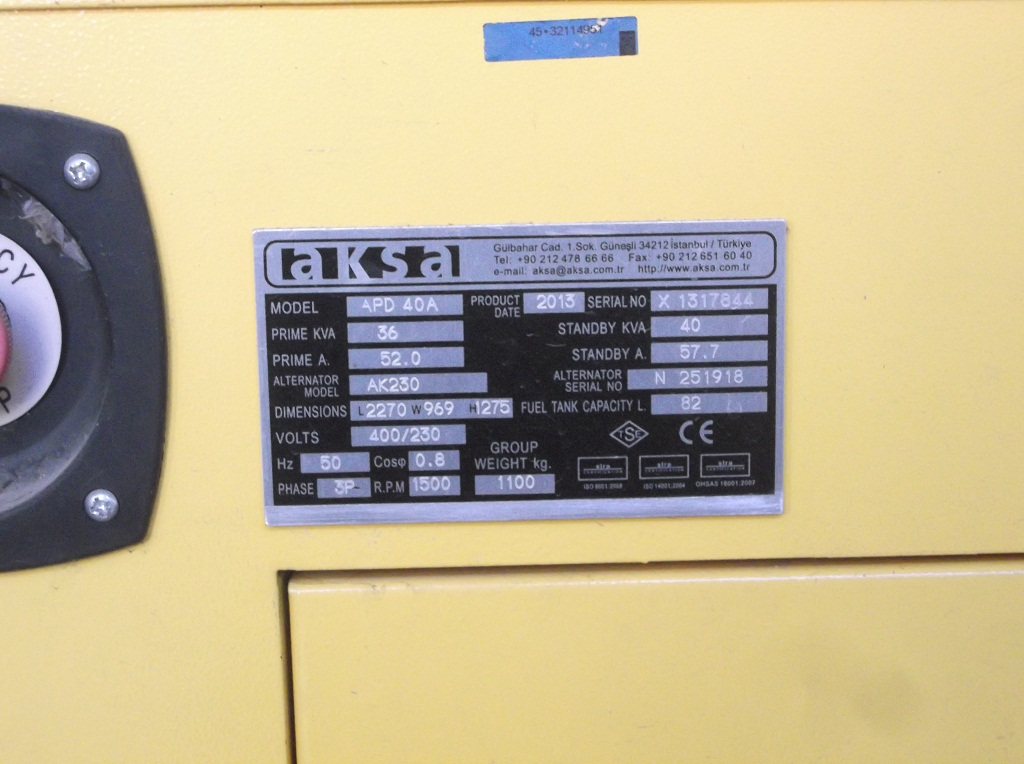 45•32114951
CY
P
aksa
Gülbahar Cad. 1.Sok. Güneşli 34212 İstanbul / Türkiye
Tel: +90 212 478 66 66 Fax: +90 212 651 60 40
e-mail: aksa@aksa.com.tr http://www.aksa.com.tr
MODEL APD 40A PRODUCT DATE 2013 SERIAL NO X 1317844
PRIME KVA 36 STANDBY KVA 40
PRIME A. 52.0 STANDBY A. 57.7
ALTERNATOR MODEL AK230 ALTERNATOR SERIAL NO N 251918
DIMENSIONS L2270 W969 H1275 FUEL TANK CAPACITY L. 82
VOLTS 400/230 TSE CE
Hz 50 Cosφ 0.8 GROUP WEIGHT kg.
PHASE 3P- R.P.M 1500 1100
ISO 9001:2008 ISO 14001:2004 OHSAS 18001:2007